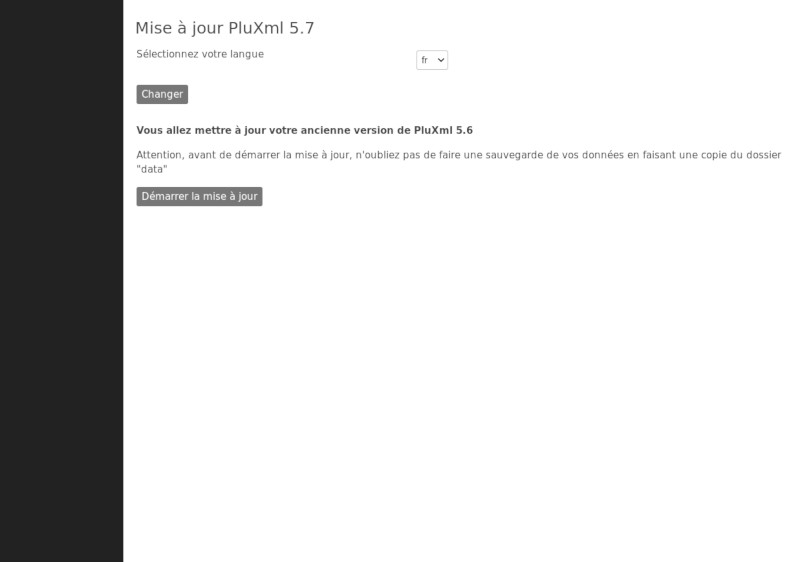 Mise à jour PluXml 5.7
Sélectionnez votre langue
fr
Changer
Vous allez mettre à jour votre ancienne version de PluXml 5.6
Attention, avant de démarrer la mise à jour, n'oubliez pas de faire une sauvegarde de vos données en faisant une copie du dossier
"data"
Démarrer la mise à jour